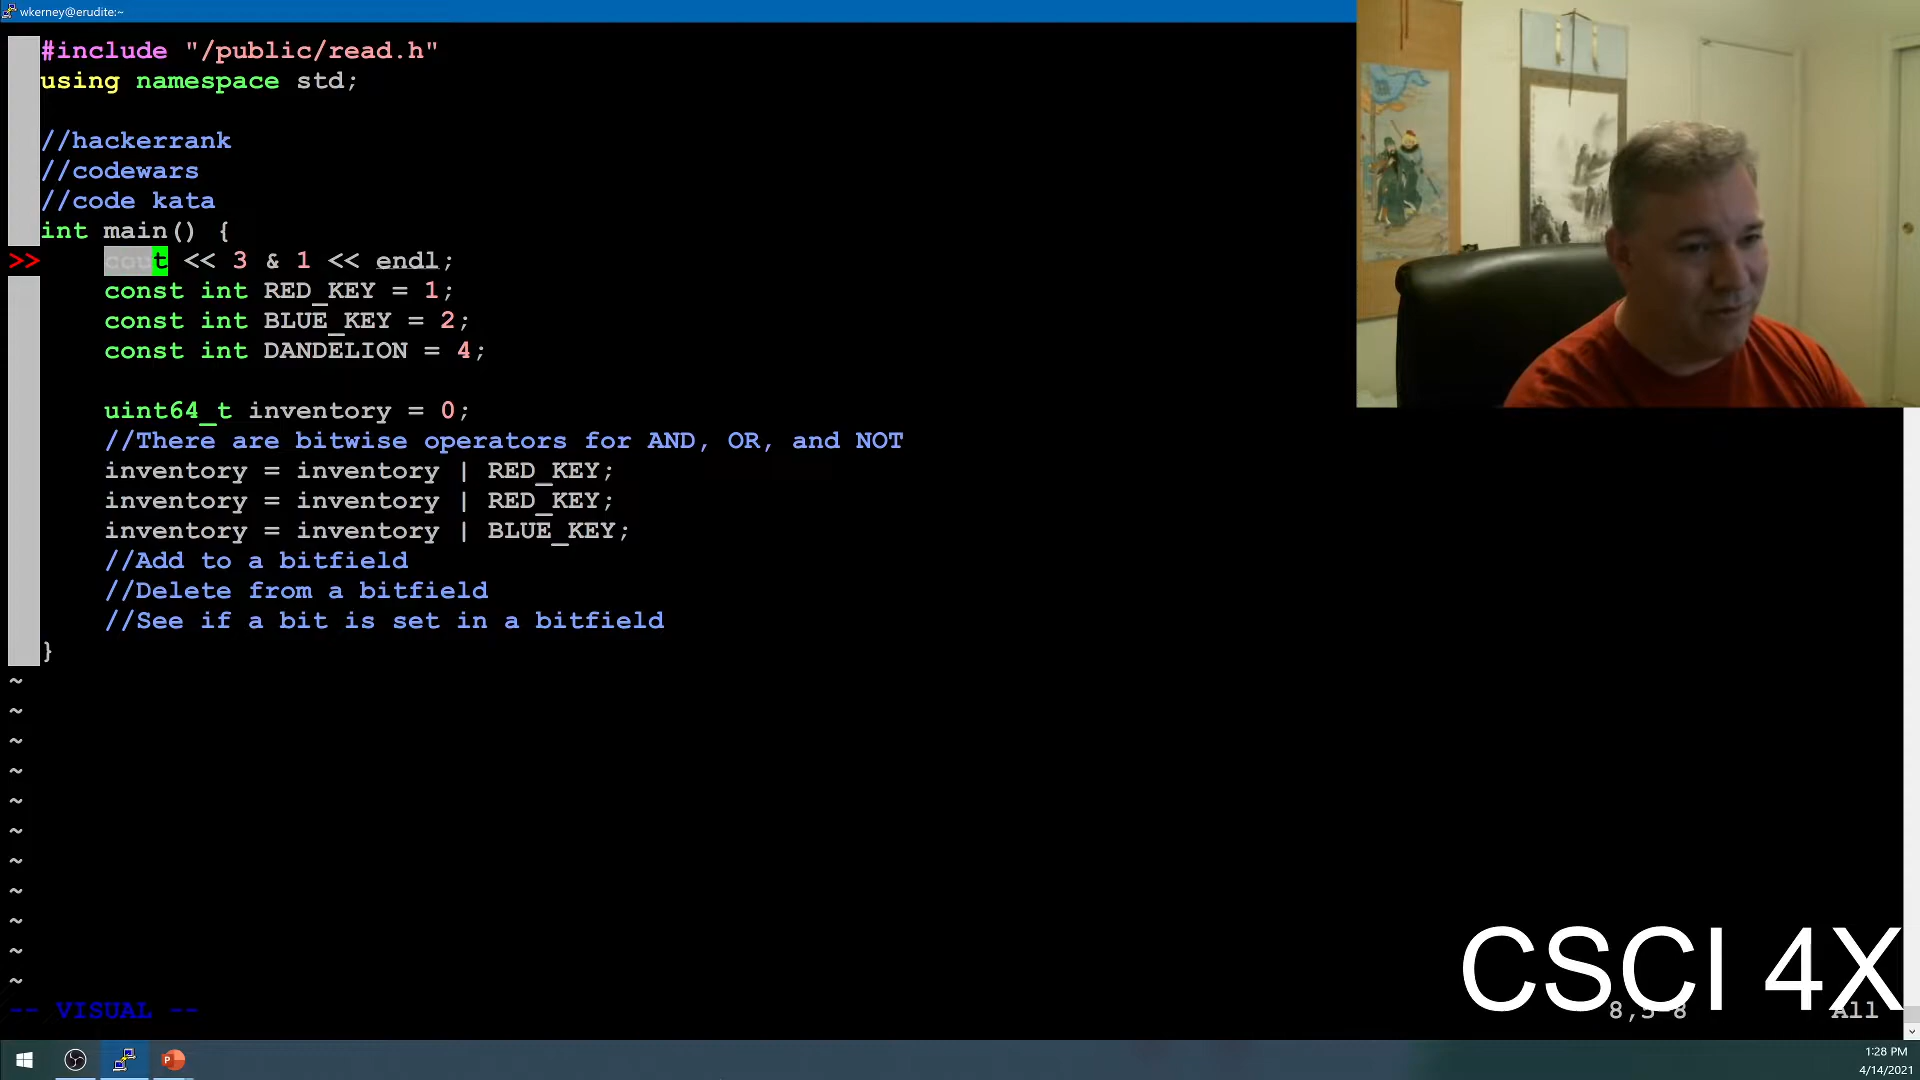 wkerney@erudite:~
#include "/public/read.h"
using namespace std;
//hackerrank
//codewars
//code kata
int main() {
>> cout << 3 & 1 << endl;
const int RED_KEY = 1;
const int BLUE_KEY = 2;
const int DANDELION = 4;
uint64_t inventory = 0;
//There are bitwise operators for AND, OR, and NOT
inventory = inventory | RED_KEY;
inventory = inventory | RED_KEY;
inventory = inventory | BLUE_KEY;
//Add to a bitfield
//Delete from a bitfield
//See if a bit is set in a bitfield
}
~
~
~
~
~
~
~
~
~
~
~
-- VISUAL --
All
CSCI 4X
1:28 PM
4/14/2021